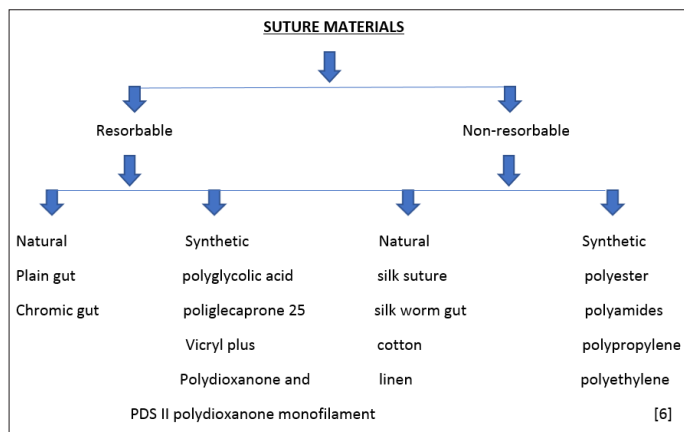 SUTURE MATERIALS
Resorbable Non-resorbable
Natural Synthetic Natural Synthetic
Plain gut polyglycolic acid silk suture polyester
Chromic gut poliglecaprone 25 silk worm gut polyamides
Vicryl plus cotton polypropylene
Polydioxanone and linen polyethylene
PDS II polydioxanone monofilament [6]